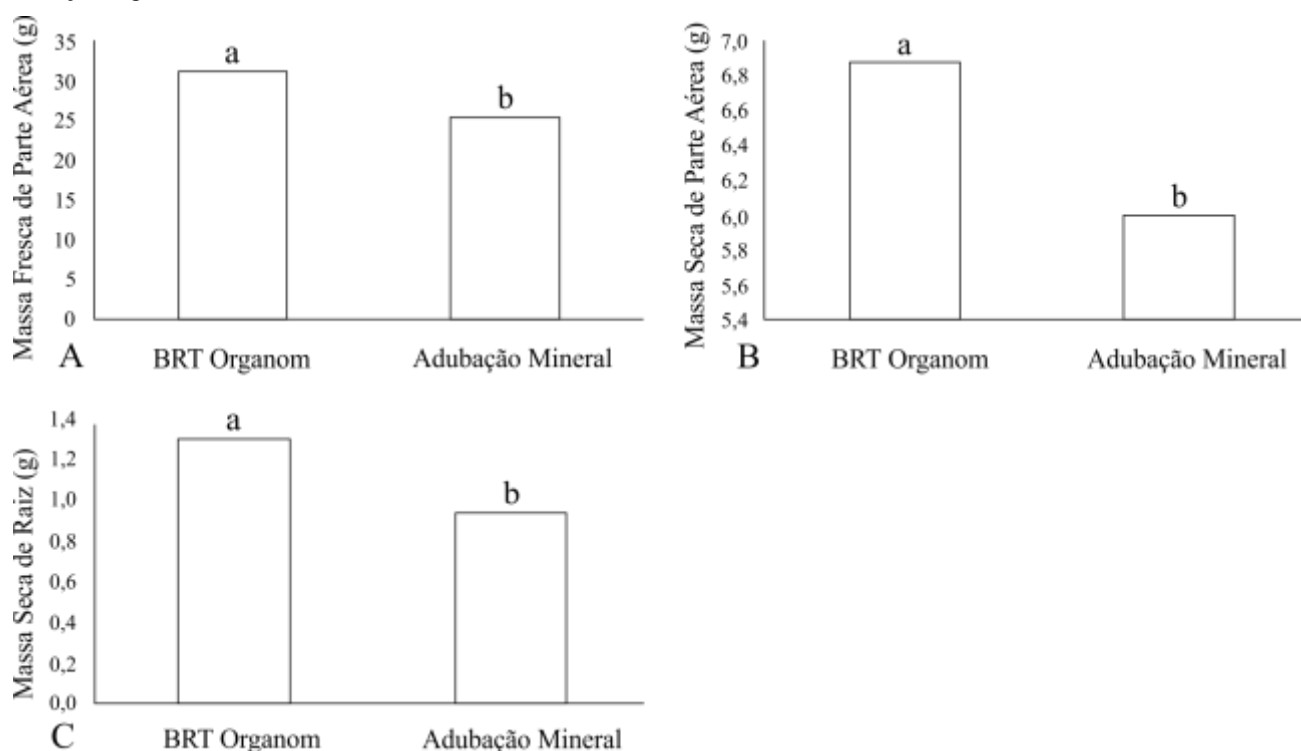 Massa Fresca de Parte Aérea (g)
35
30
25
20
15
10
5
0
a
b
A
BRT Organom
Adubação Mineral
Massa Seca de Parte Aérea (g)
7,0
6,8
6,6
6,4
6,2
6,0
5,8
5,6
5,4
a
b
B
BRT Organom
Adubação Mineral
Massa Seca de Raiz (g)
1,4
1,2
1,0
0,8
0,6
0,4
0,2
0,0
a
b
C
BRT Organom
Adubação Mineral